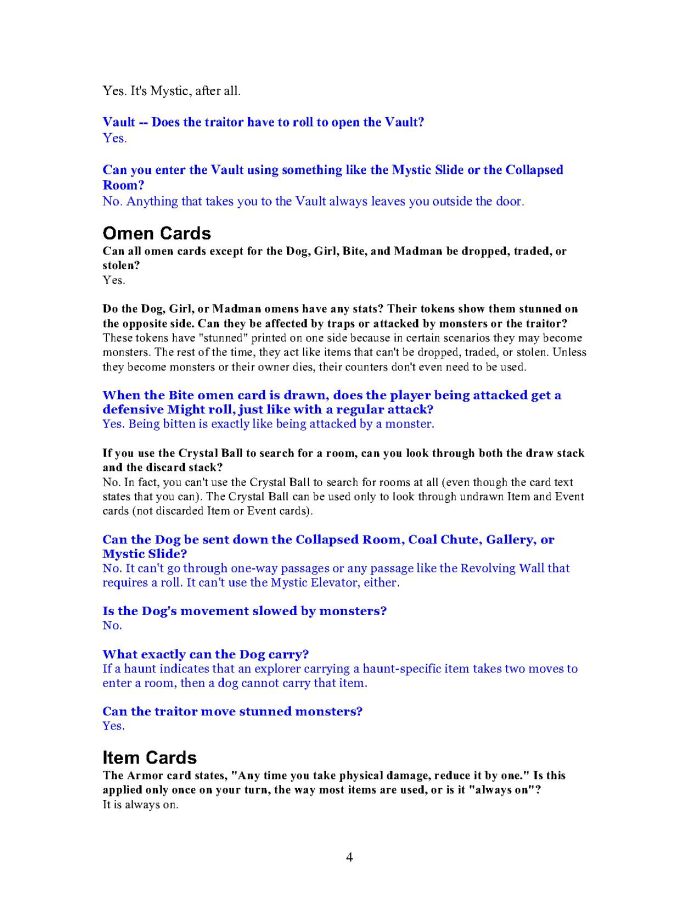 Yes. It's Mystic, after all.
Vault -- Does the traitor have to roll to open the Vault?
Yes.
Can you enter the Vault using something like the Mystic Slide or the Collapsed
Room?
No. Anything that takes you to the Vault always leaves you outside the door.
Omen Cards
Can all omen cards except for the Dog, Girl, Bite, and Madman be dropped, traded, or
stolen?
Yes.
Do the Dog, Girl, or Madman omens have any stats? Their tokens show them stunned on
the opposite side. Can they be affected by traps or attacked by monsters or the traitor?
These tokens have "stunned" printed on one side because in certain scenarios they may become
monsters. The rest of the time, they act like items that can't be dropped, traded, or stolen. Unless
they become monsters or their owner dies, their counters don't even need to be used.
When the Bite omen card is drawn, does the player being attacked get a
defensive Might roll, just like with a regular attack?
Yes. Being bitten is exactly like being attacked by a monster.
If you use the Crystal Ball to search for a room, can you look through both the draw stack
and the discard stack?
No. In fact, you can't use the Crystal Ball to search for rooms at all (even though the card text
states that you can). The Crystal Ball can be used only to look through undrawn Item and Event
cards (not discarded Item or Event cards).
Can the Dog be sent down the Collapsed Room, Coal Chute, Gallery, or
Mystic Slide?
No. It can't go through one-way passages or any passage like the Revolving Wall that
requires a roll. It can't use the Mystic Elevator, either.
Is the Dog's movement slowed by monsters?
No.
What exactly can the Dog carry?
If a haunt indicates that an explorer carrying a haunt-specific item takes two moves to
enter a room, then a dog cannot carry that item.
Can the traitor move stunned monsters?
Yes.
Item Cards
The Armor card states, "Any time you take physical damage, reduce it by one." Is this
applied only once on your turn, the way most items are used, or is it "always on"?
It is always on.
4